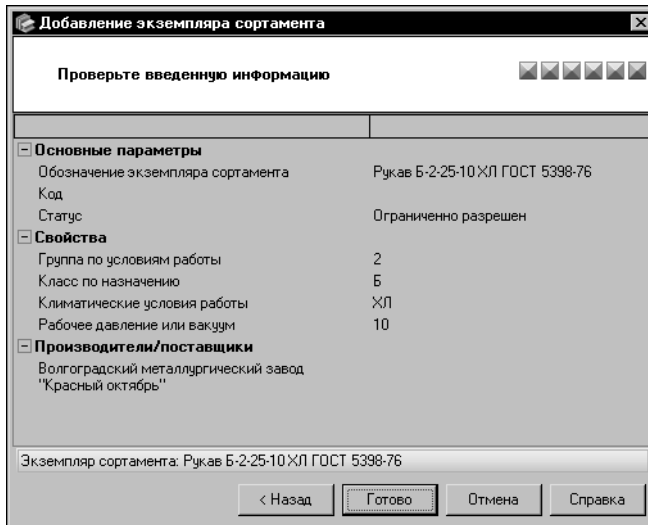 Добавление экземпляра сортамента
Проверьте введенную информацию
Основные параметры
Обозначение экземпляра сортамента Рукав Б-2-25-10 ХЛ ГОСТ 5398-76
Код
Статус Ограниченно разрешен
Свойства
Группа по условиям работы 2
Класс по назначению Б
Климатические условия работы ХЛ
Рабочее давление или вакуум 10
Производители/поставщики
Волгоградский металлургический завод
"Красный октябрь"
Экземпляр сортамента: Рукав Б-2-25-10 ХЛ ГОСТ 5398-76
< Назад Готово Отмена Справка